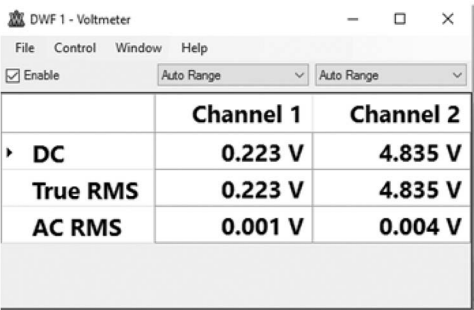 DWF 1 - Voltmeter
File Control Window Help
Enable Auto Range Auto Range
Channel 1 Channel 2
DC 0.223 V 4.835 V
True RMS 0.223 V 4.835 V
AC RMS 0.001 V 0.004 V